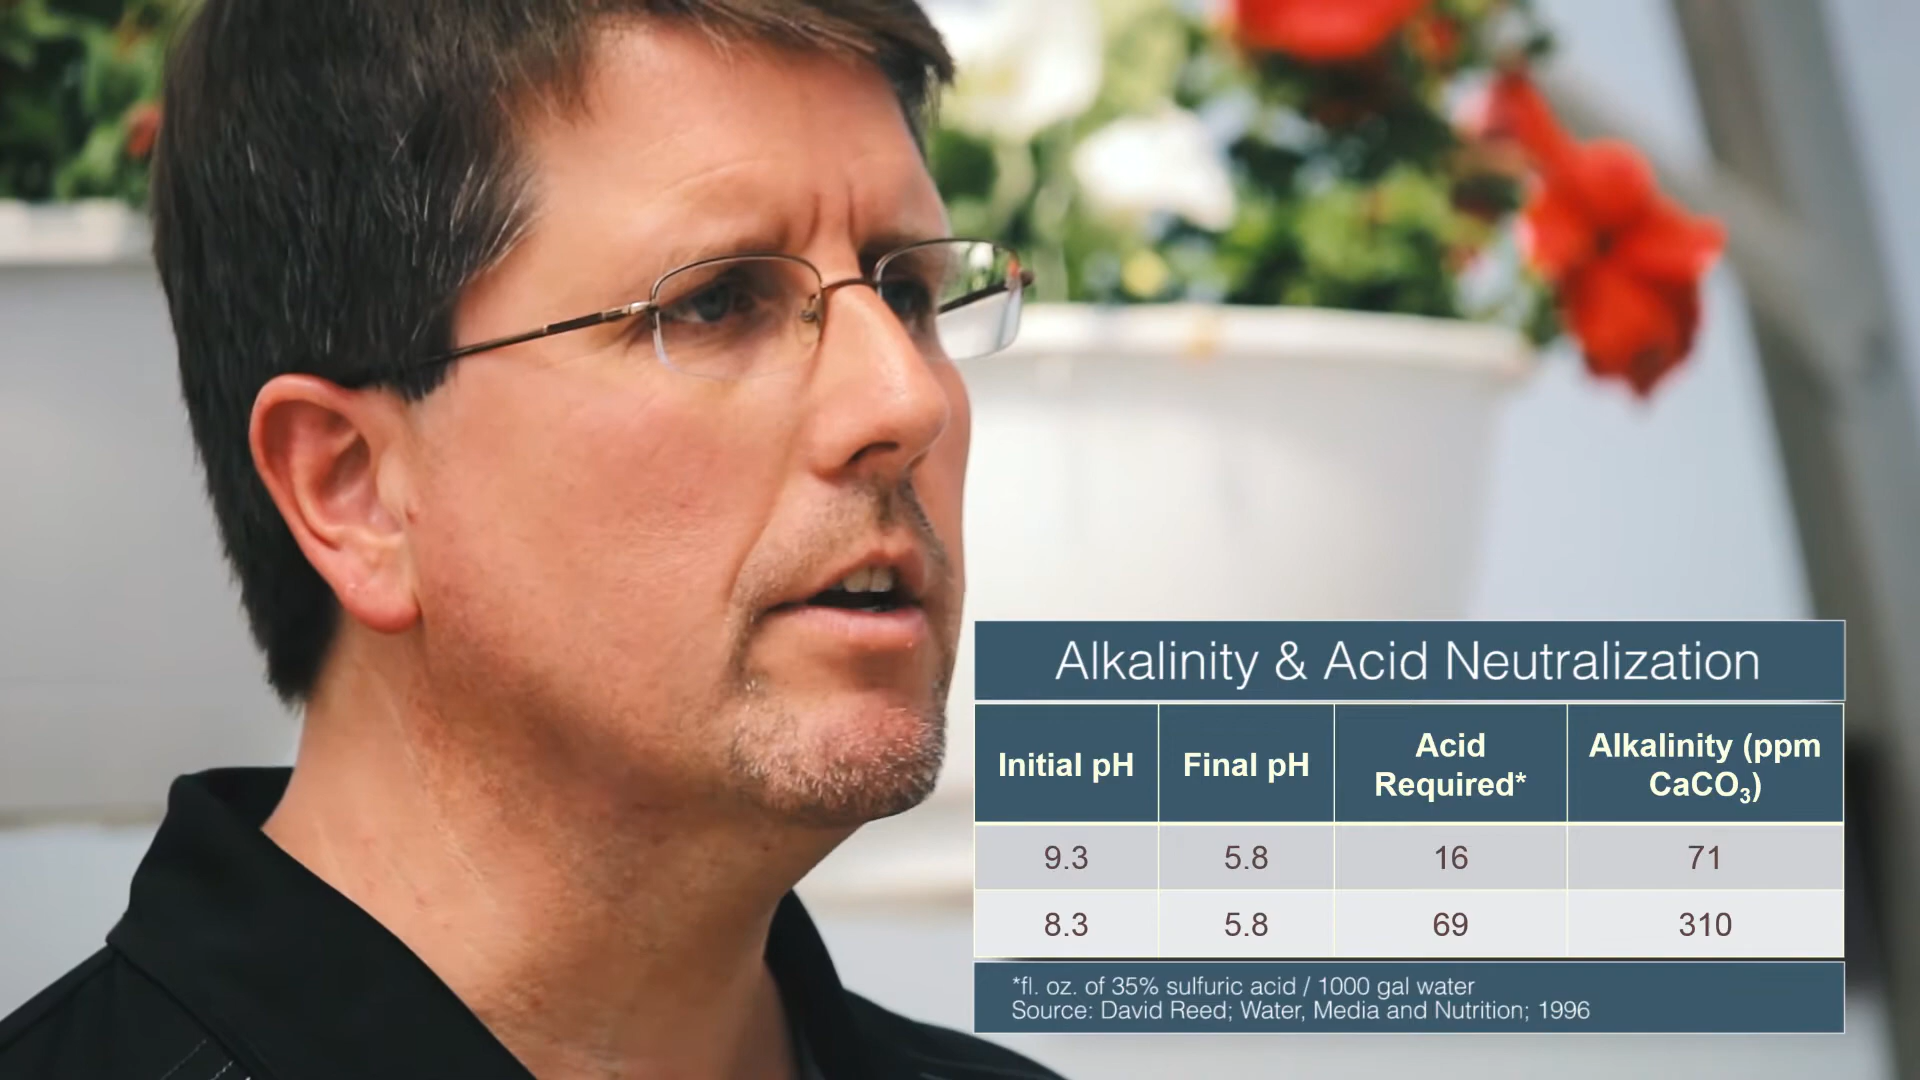 Alkalinity & Acid Neutralization
Initial pH
Final pH
Acid
Required*
Alkalinity (ppm
CaCO₃)
9.3 5.8 16 71
8.3 5.8 69 310
*fl. oz. of 35% sulfuric acid / 1000 gal water
Source: David Reed; Water, Media and Nutrition; 1996